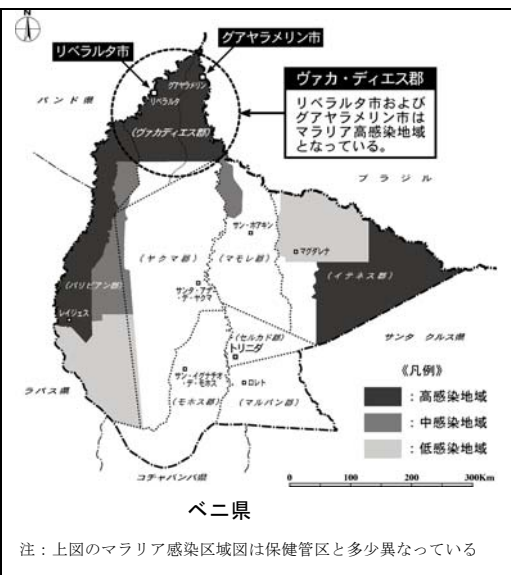 N
リベラルタ市
グアヤラメリン市
グアヤラメリン
リベラルタ
ヴァカ・ディエス郡
リベラルタ市および
グアヤラメリン市は
マラリア高感染地域
となっている。
パンド県
(ヴァカディエス郡)
ブラジル
サン・ホアキン
マグダレナ
(ヤクマ郡)
(マモレ郡)
(イテネス郡)
(バリビアン郡)
サンタ・アナ・
デ・ヤクマ
レイジェス
サンタ クルス県
(セルカド郡)
トリニダ
ラパス県
サン・イグナチオ
・デ・モホス
ロレト
(モホス郡)
(マルバン郡)
《凡例》
:高感染地域
:中感染地域
:低感染地域
コチャバンバ県
0 100 200 300Km
ベニ県
注:上図のマラリア感染区域図は保健管区と多少異なっている